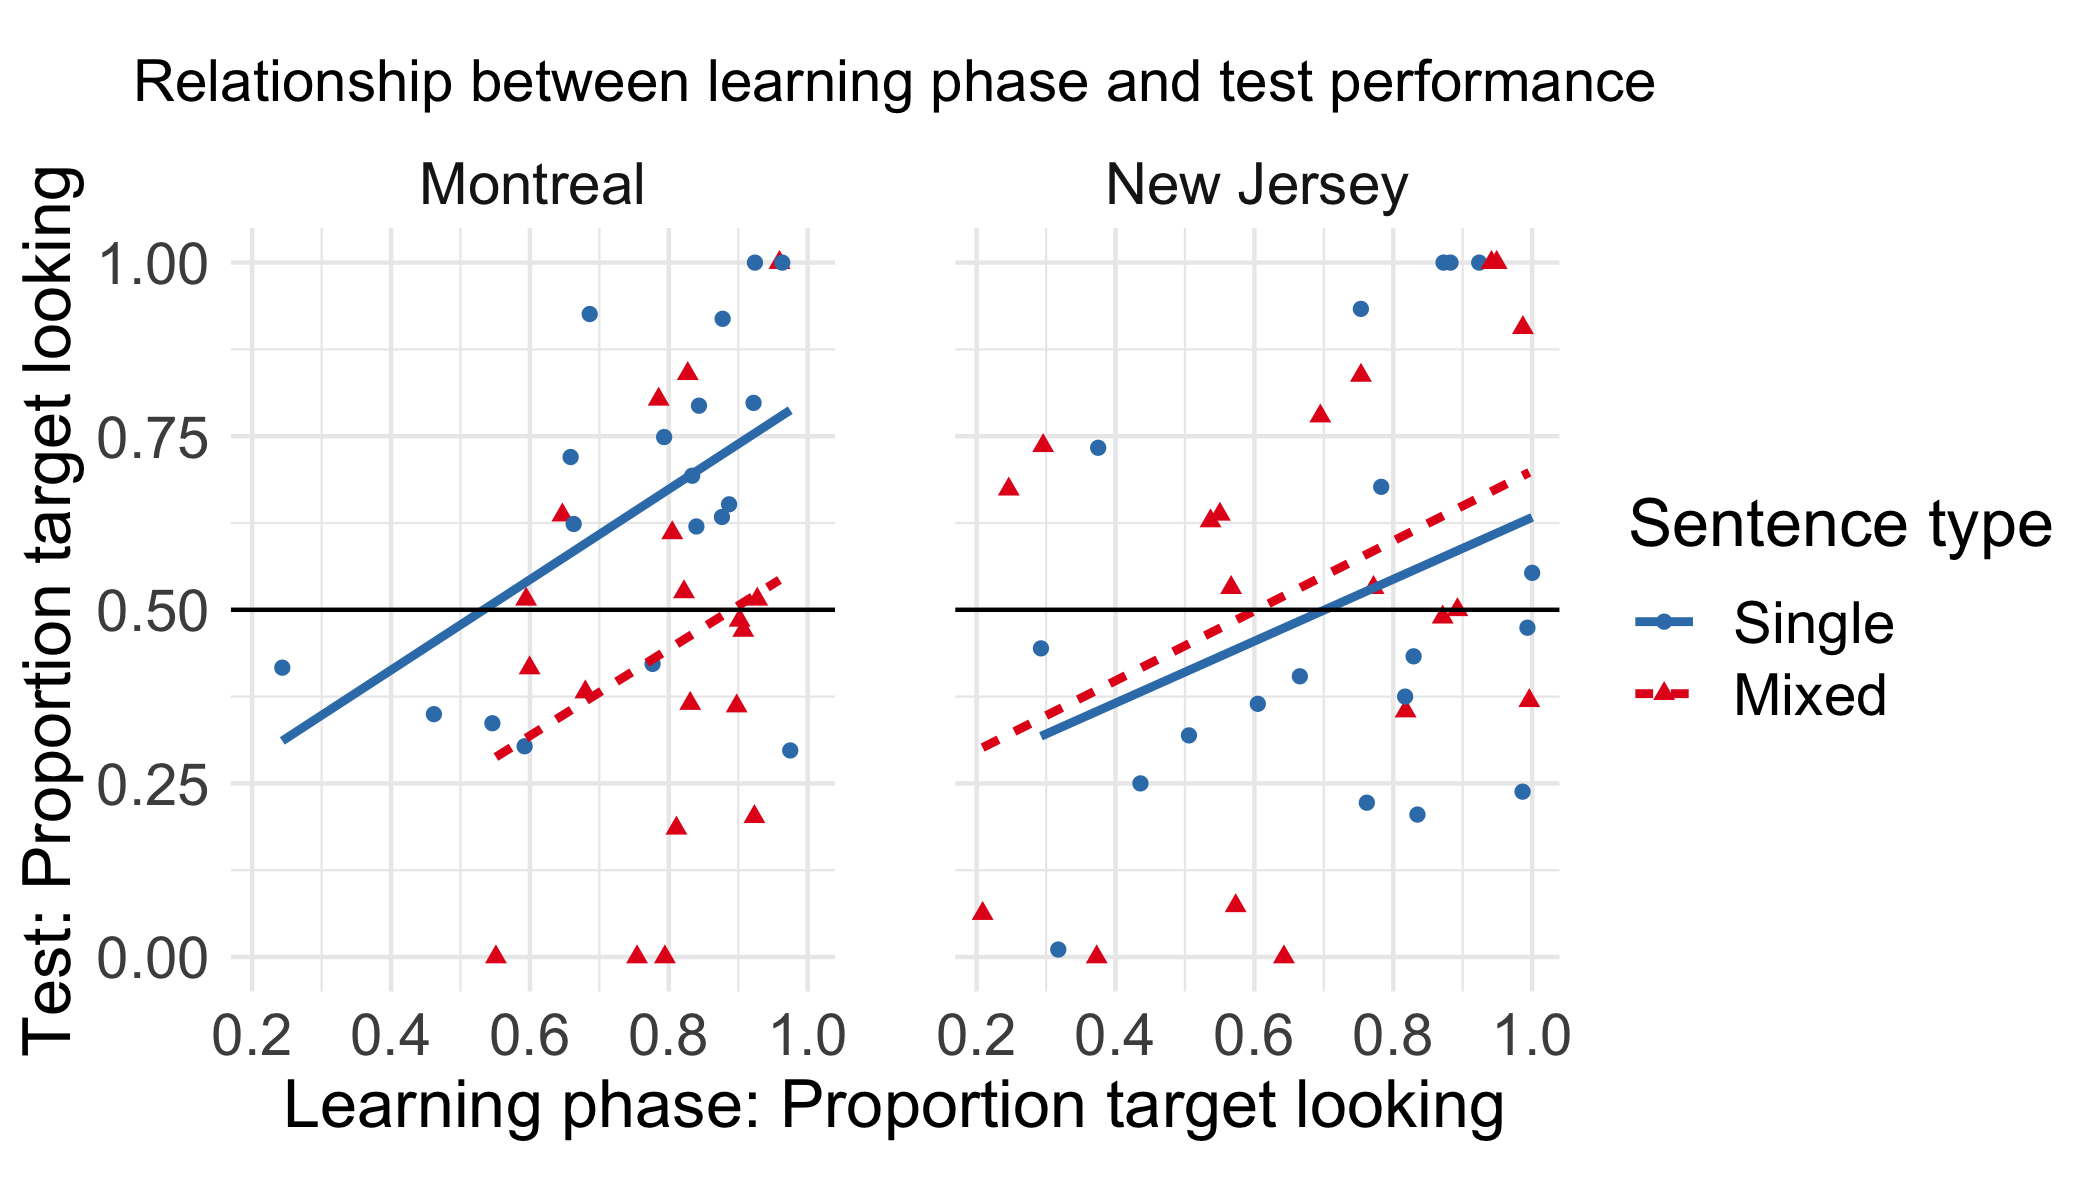 Relationship between learning phase and test performance
Montreal
New Jersey
Test: Proportion target looking
1.00
0.75
0.50
0.25
0.00
0.2 0.4 0.6 0.8 1.0
0.2 0.4 0.6 0.8 1.0
Learning phase: Proportion target looking
Sentence type
Single
Mixed